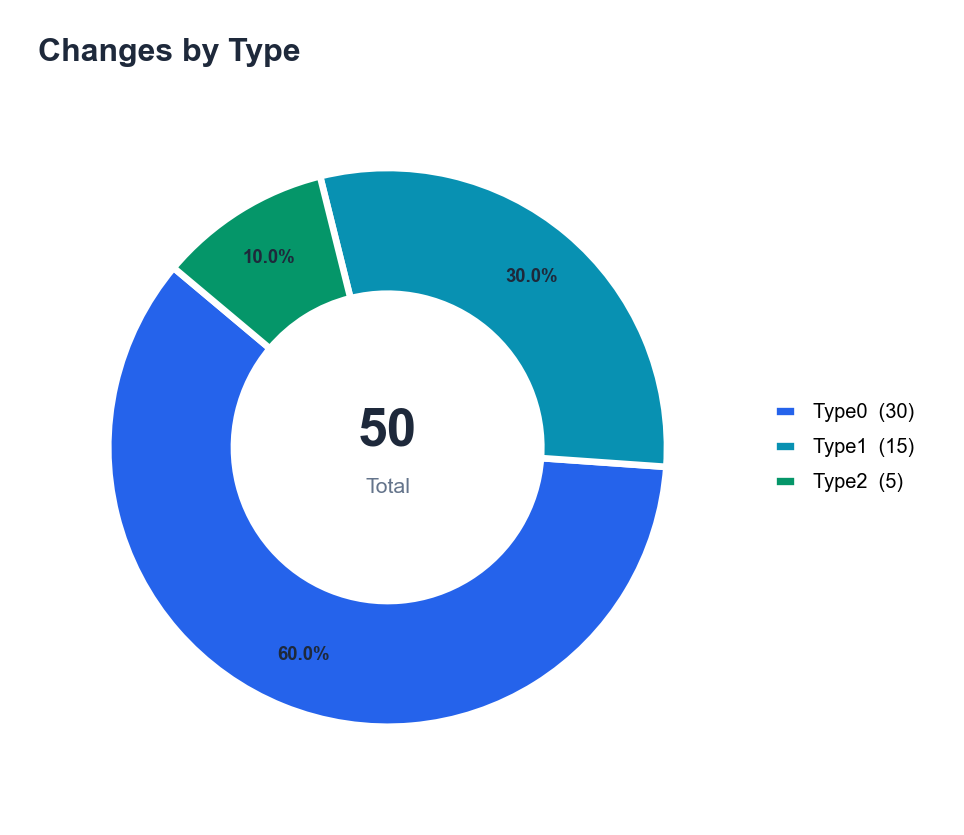 Changes by Type
10.0%
30.0%
50
Total
60.0%
Type0 (30)
Type1 (15)
Type2 (5)